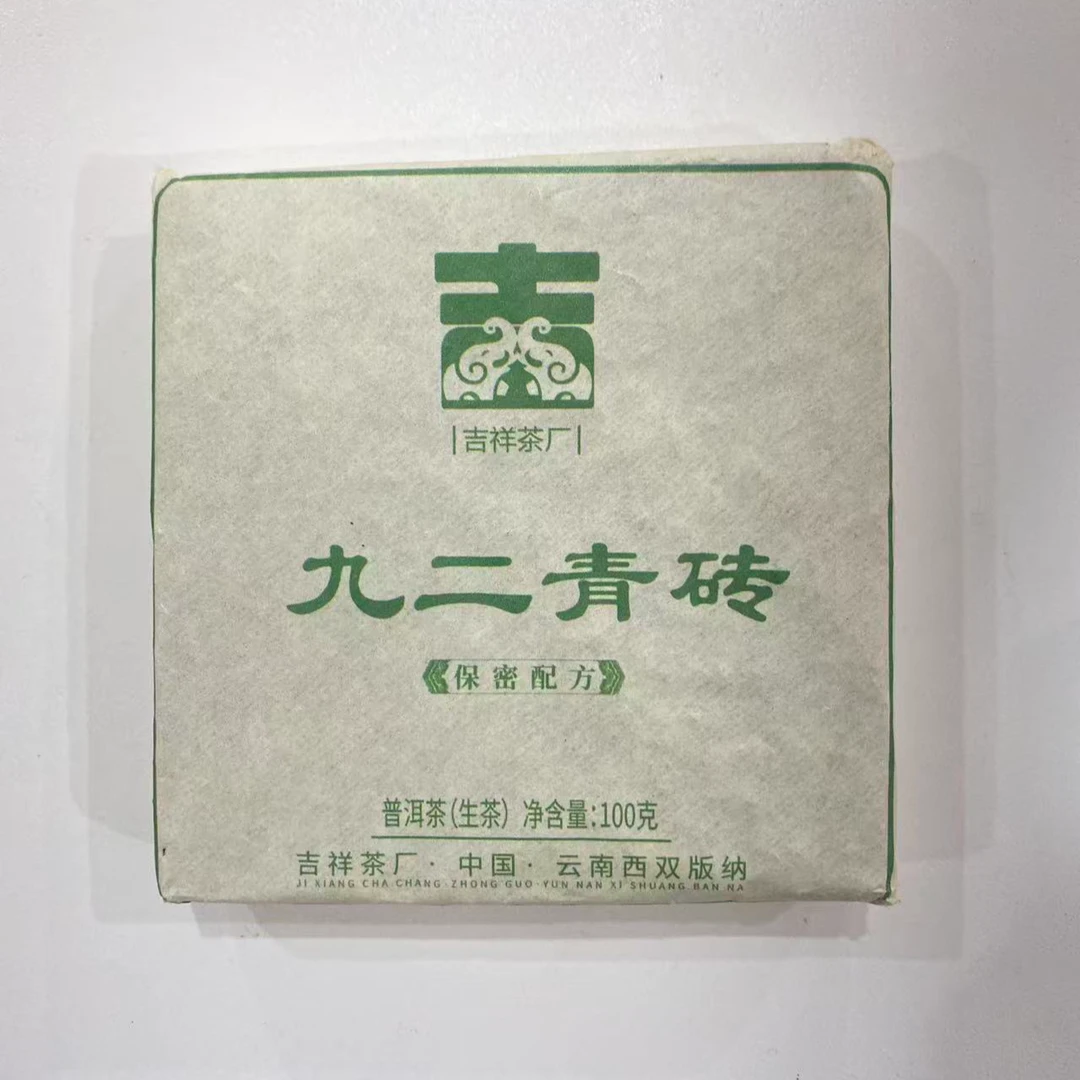 吉
|吉祥茶厂|
九二青砖
保密配方
普洱茶(生茶) 净含量:100克
吉祥茶厂·中国·云南西双版纳
JI XIANG CHA CHANG·ZHONG GUO·YUN NAN XI SHUANG BAN NA